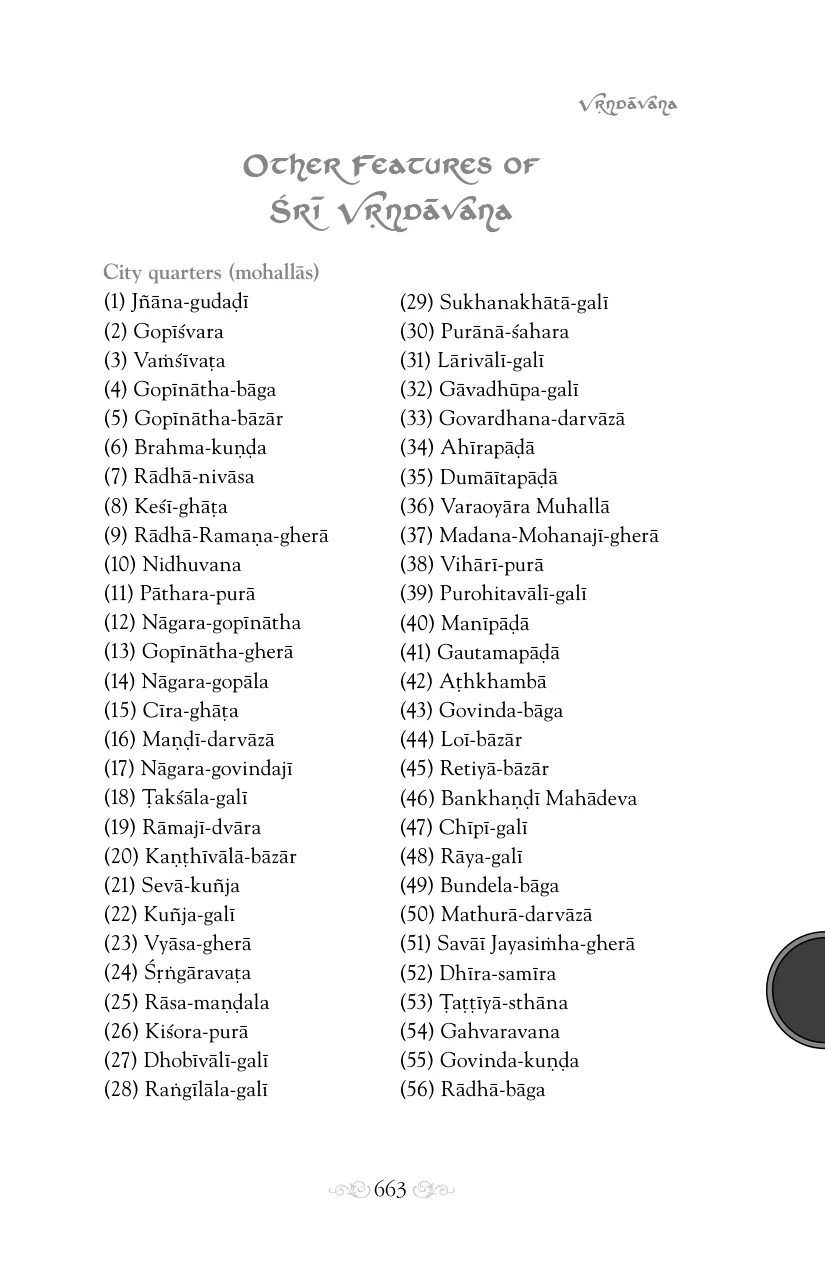 Vṛndāvana
Other Features of
Śrī Vṛndāvana
City quarters (mohallās)
(1) Jñāna-gudaḍī
(2) Gopīśvara
(3) Vaṁśīvaṭa
(4) Gopīnātha-bāga
(5) Gopīnātha-bāzār
(6) Brahma-kuṇḍa
(7) Rādhā-nivāsa
(8) Keśī-ghāṭa
(9) Rādhā-Ramaṇa-gherā
(10) Nidhuvana
(11) Pāthara-purā
(12) Nāgara-gopīnātha
(13) Gopīnātha-gherā
(14) Nāgara-gopāla
(15) Cīra-ghāṭa
(16) Maṇḍī-darvāzā
(17) Nāgara-govindajī
(18) Ṭakśāla-galī
(19) Rāmajī-dvāra
(20) Kaṇṭhīvālā-bāzār
(21) Sevā-kuñja
(22) Kuñja-galī
(23) Vyāsa-gherā
(24) Śṛṅgāravaṭa
(25) Rāsa-maṇḍala
(26) Kiśora-purā
(27) Dhobīvālī-galī
(28) Raṅgīlāla-galī
(29) Sukhanakhātā-galī
(30) Purānā-śahara
(31) Lārivālī-galī
(32) Gāvadhūpa-galī
(33) Govardhana-darvāzā
(34) Ahīrapāḍā
(35) Dumāītapāḍā
(36) Varaoyāra Muhallā
(37) Madana-Mohanajī-gherā
(38) Vihārī-purā
(39) Purohitavālī-galī
(40) Manīpāḍā
(41) Gautamapāḍā
(42) Aṭhkhambā
(43) Govinda-bāga
(44) Loī-bāzār
(45) Retiyā-bāzār
(46) Bankhaṇḍī Mahādeva
(47) Chīpī-galī
(48) Rāya-galī
(49) Bundela-bāga
(50) Mathurā-darvāzā
(51) Savāī Jayasiṁha-gherā
(52) Dhīra-samīra
(53) Ṭaṭṭīyā-sthāna
(54) Gahvaravana
(55) Govinda-kuṇḍa
(56) Rādhā-bāga
663